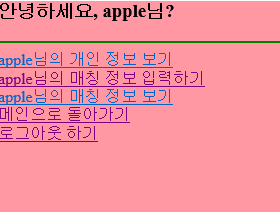 안녕하세요, apple님?
apple님의 개인 정보 보기
apple님의 매칭 정보 입력하기
apple님의 매칭 정보 보기
메인으로 돌아가기
로그아웃 하기